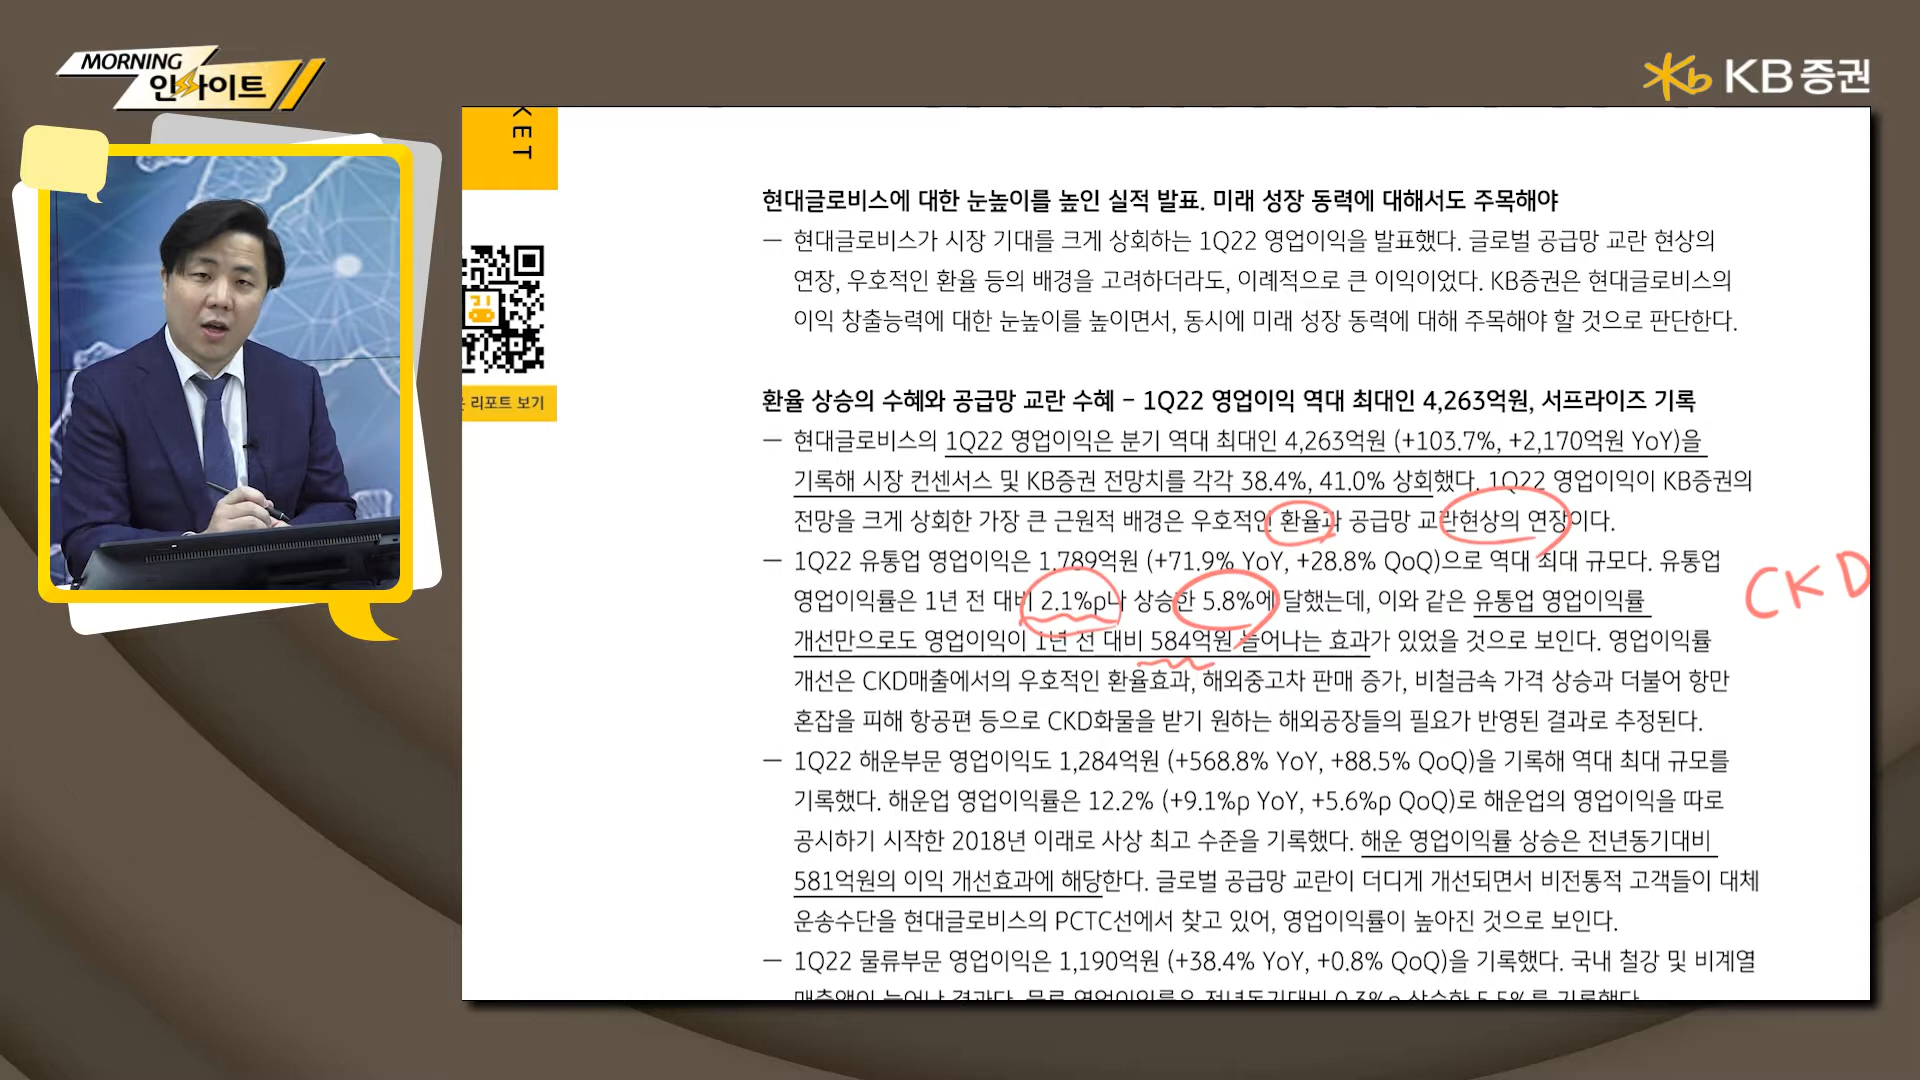 MORNING
인사이트
KB 증권
KET
리포트 보기
현대글로비스에 대한 눈높이를 높인 실적 발표. 미래 성장 동력에 대해서도 주목해야
— 현대글로비스가 시장 기대를 크게 상회하는 1Q22 영업이익을 발표했다. 글로벌 공급망 교란 현상의
연장, 우호적인 환율 등의 배경을 고려하더라도, 이례적으로 큰 이익이었다. KB증권은 현대글로비스의
이익 창출능력에 대한 눈높이를 높이면서, 동시에 미래 성장 동력에 대해 주목해야 할 것으로 판단한다.
환율 상승의 수혜와 공급망 교란 수혜 – 1Q22 영업이익 역대 최대인 4,263억원, 서프라이즈 기록
— 현대글로비스의 1Q22 영업이익은 분기 역대 최대인 4,263억원 (+103.7%, +2,170억원 YoY)을
기록해 시장 컨센서스 및 KB증권 전망치를 각각 38.4%, 41.0% 상회했다. 1Q22 영업이익이 KB증권의
전망을 크게 상회한 가장 큰 근원적 배경은 우호적인 환율과 공급망 교란현상의 연장이다.
— 1Q22 유통업 영업이익은 1,789억원 (+71.9% YoY, +28.8% QoQ)으로 역대 최대 규모다. 유통업
영업이익률은 1년 전 대비 2.1%p나 상승한 5.8%에 달했는데, 이와 같은 유통업 영업이익률
개선만으로도 영업이익이 1년 전 대비 584억원 늘어나는 효과가 있었을 것으로 보인다. 영업이익률
개선은 CKD매출에서의 우호적인 환율효과, 해외중고차 판매 증가, 비철금속 가격 상승과 더불어 항만
혼잡을 피해 항공편 등으로 CKD화물을 받기 원하는 해외공장들의 필요가 반영된 결과로 추정된다.
CKD
— 1Q22 해운부문 영업이익도 1,284억원 (+568.8% YoY, +88.5% QoQ)을 기록해 역대 최대 규모를
기록했다. 해운업 영업이익률은 12.2% (+9.1%p YoY, +5.6%p QoQ)로 해운업의 영업이익을 따로
공시하기 시작한 2018년 이래로 사상 최고 수준을 기록했다. 해운 영업이익률 상승은 전년동기대비
581억원의 이익 개선효과에 해당한다. 글로벌 공급망 교란이 더디게 개선되면서 비전통적 고객들이 대체
운송수단을 현대글로비스의 PCTC선에서 찾고 있어, 영업이익률이 높아진 것으로 보인다.
— 1Q22 물류부문 영업이익은 1,190억원 (+38.4% YoY, +0.8% QoQ)을 기록했다. 국내 철강 및 비계열
매출액이 늘어난 결과다. 물류 영업이익률은 전년동기대비 0.3%p 상승한 5.5%를 기록했다.